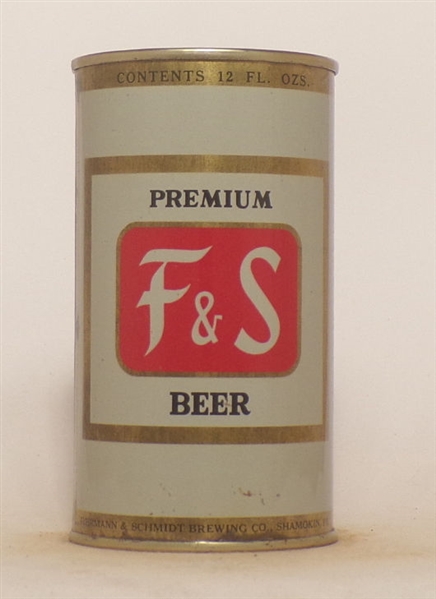 CONTENTS 12 FL. OZS.
PREMIUM
F & S
BEER
& SCHMIDT BREWING CO., SHAMOKIN,